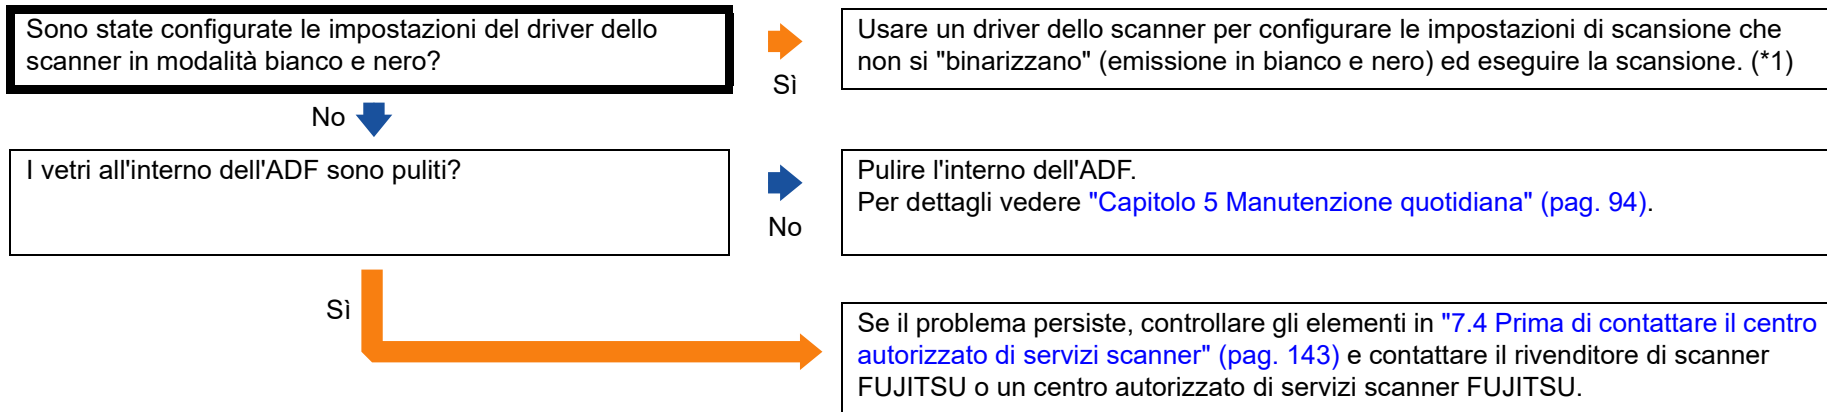 Sono state configurate le impostazioni del driver dello
scanner in modalità bianco e nero?
Sì
Usare un driver dello scanner per configurare le impostazioni di scansione che
non si "binarizzano" (emissione in bianco e nero) ed eseguire la scansione. (*1)
No
I vetri all'interno dell'ADF sono puliti?
No
Pulire l'interno dell'ADF.
Per dettagli vedere "Capitolo 5 Manutenzione quotidiana" (pag. 94).
Sì
Se il problema persiste, controllare gli elementi in "7.4 Prima di contattare il centro
autorizzato di servizi scanner" (pag. 143) e contattare il rivenditore di scanner
FUJITSU o un centro autorizzato di servizi scanner FUJITSU.